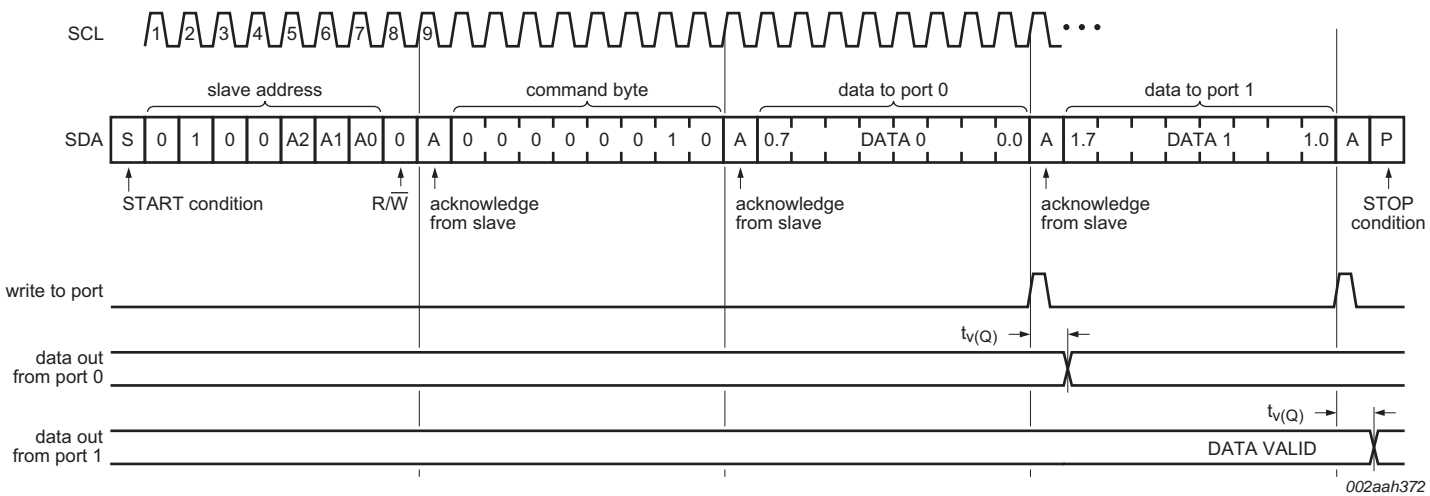 SCL 1 2 3 4 5 6 7 8 9
slave address command byte data to port 0 data to port 1
SDA S 0 1 0 0 A2 A1 A0 0 A 0 0 0 0 0 0 1 0 A 0.7 DATA 0 0.0 A 1.7 DATA 1 1.0 A P
START condition R/W̅ acknowledge
from slave
acknowledge
from slave
acknowledge
from slave
STOP
condition
write to port
tv(Q)
data out
from port 0
tv(Q)
data out
from port 1
DATA VALID
002aah372